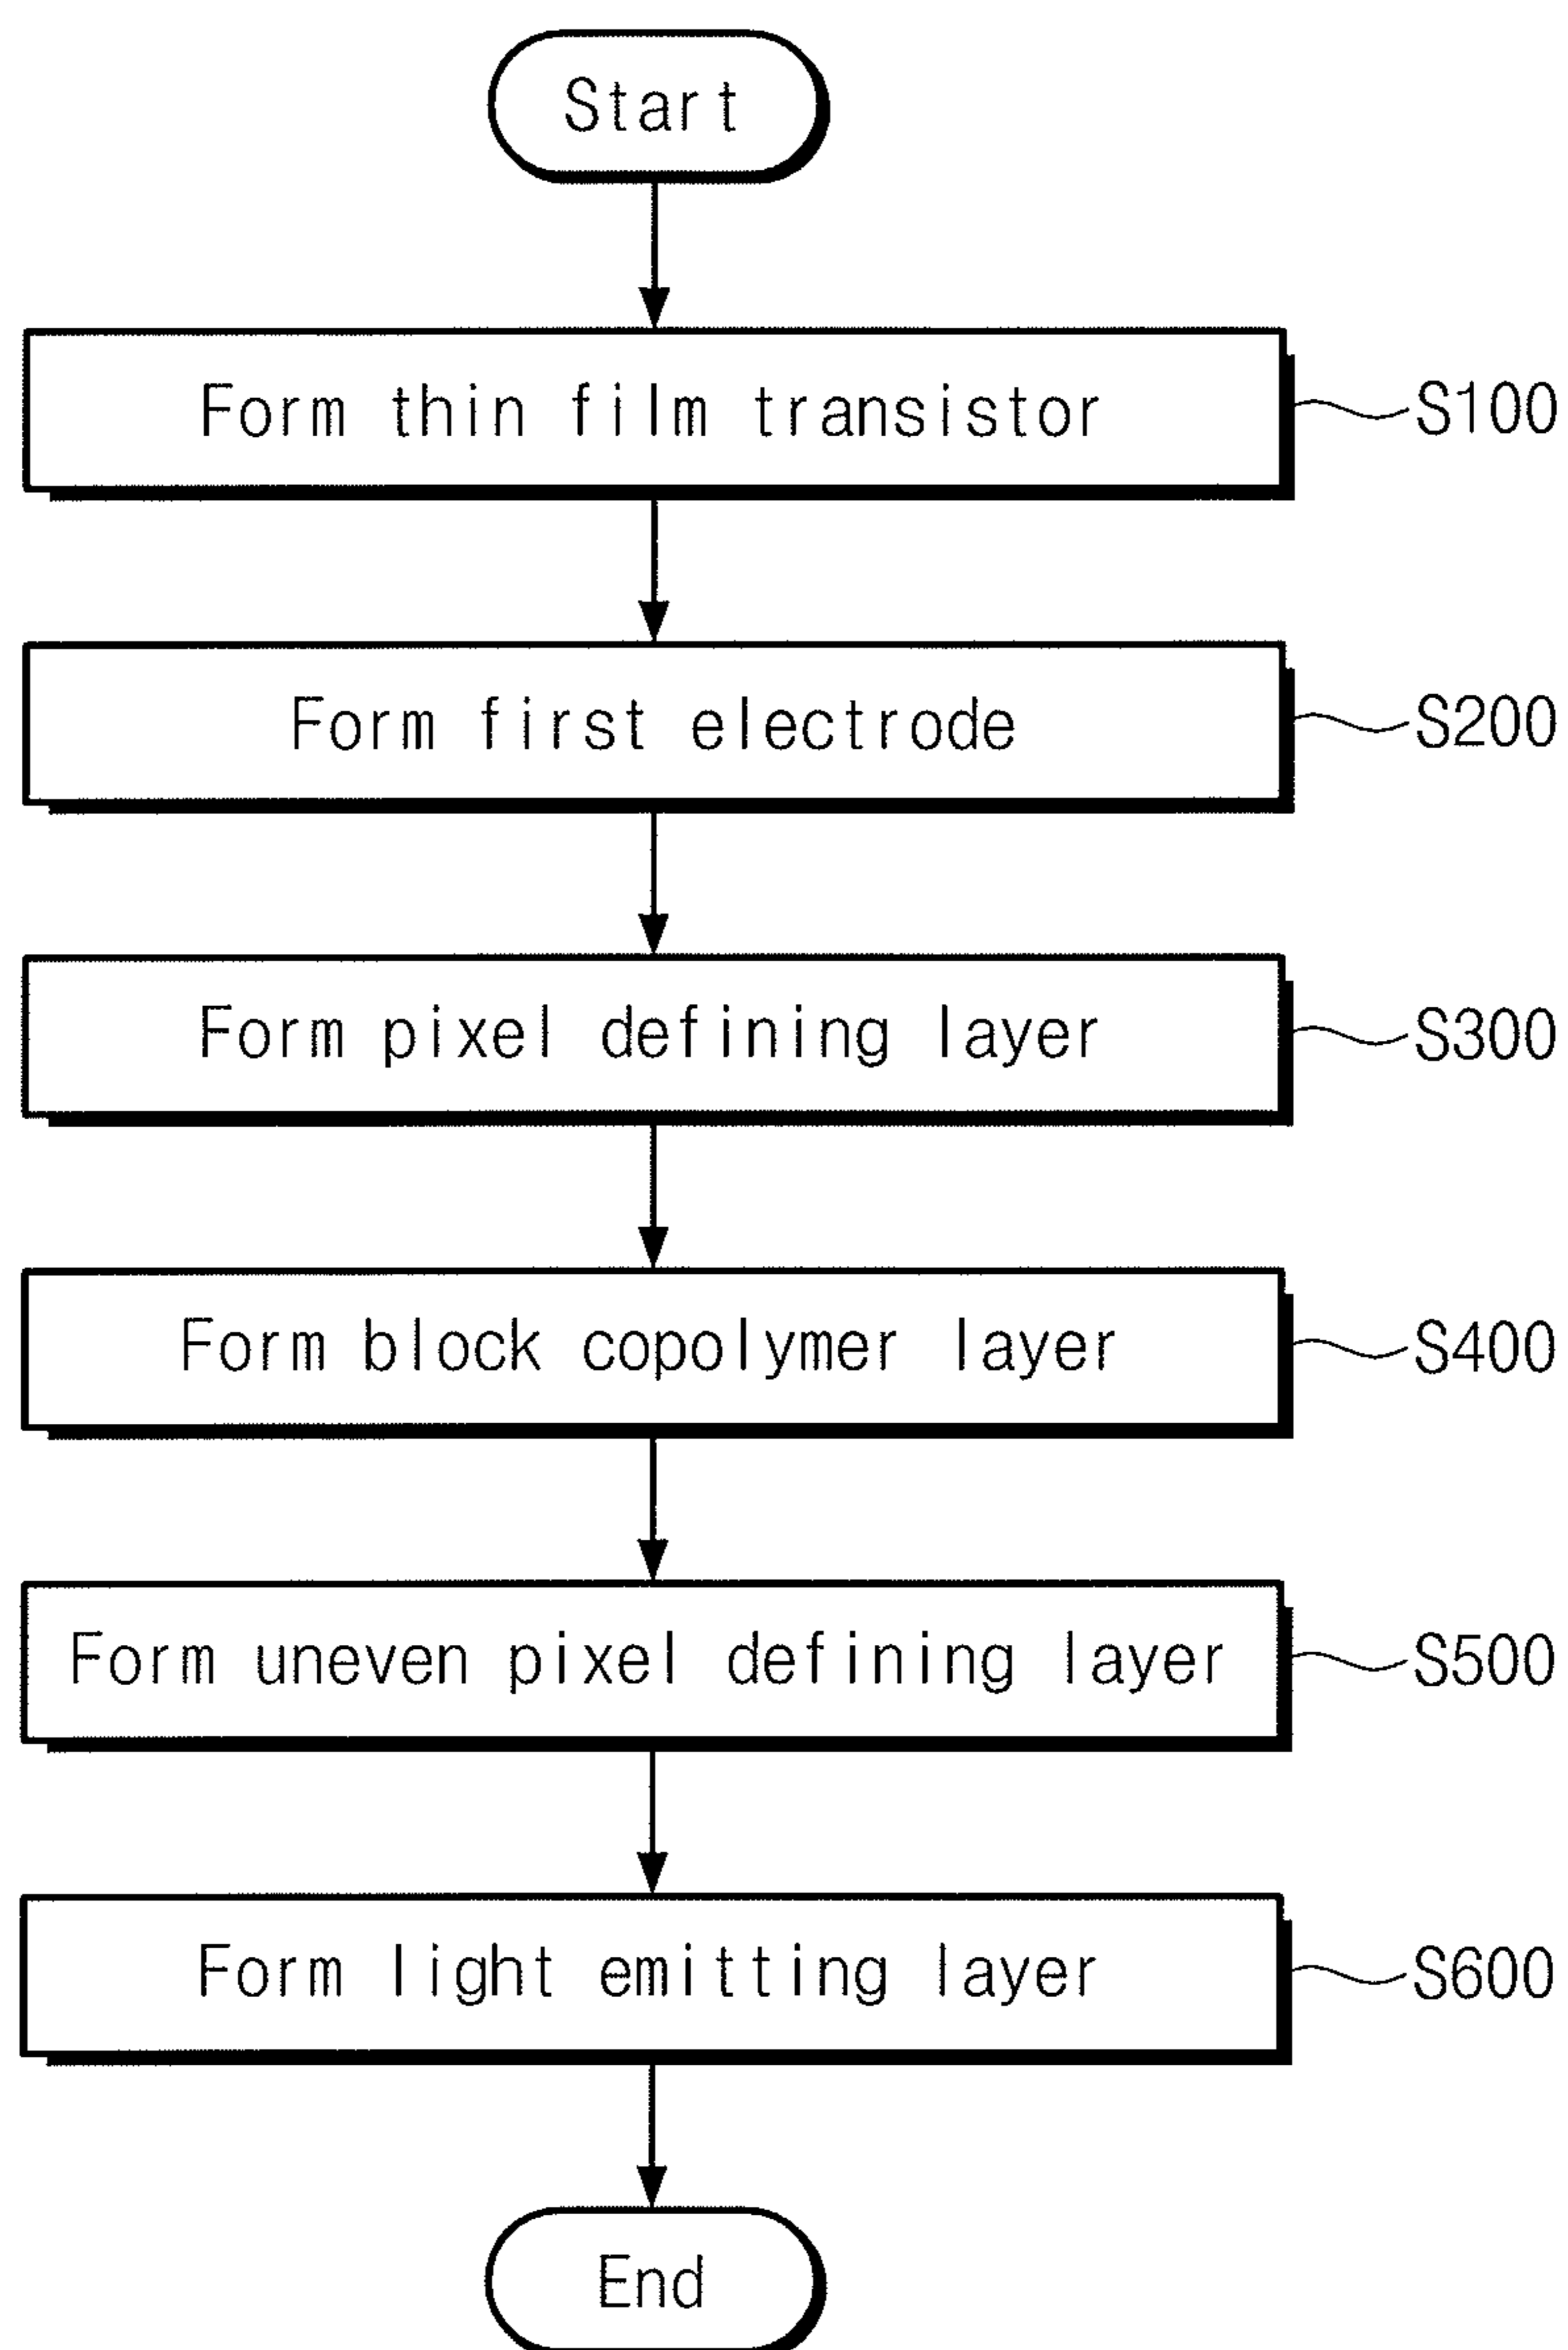 Start
Form thin film transistor
S100
Form first electrode
S200
Form pixel defining layer
S300
Form block copolymer layer
S400
Form uneven pixel defining layer
S500
Form light emitting layer
S600
End